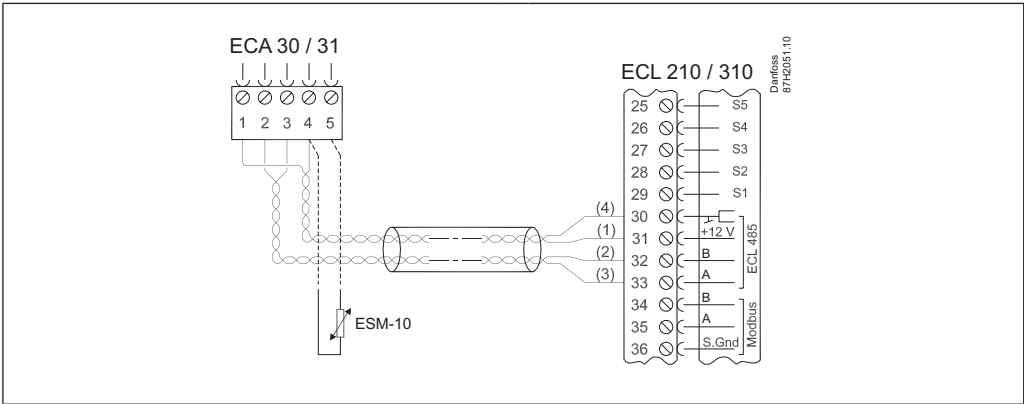 ECA 30 / 31
1 2 3 4 5
ESM-10
ECL 210 / 310
Danfoss
87H2051.10
25 S5
26 S4
27 S3
28 S2
29 S1
(4) 30
(1) 31 +12 V
(2) 32 B
(3) 33 A
ECL 485
34 B
35 A
36 S.Gnd
Modbus